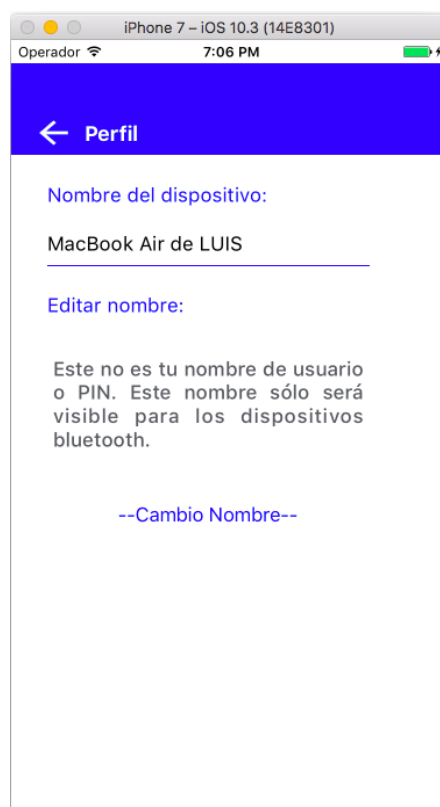 iPhone 7 – iOS 10.3 (14E8301)
Operador 7:06 PM
Perfil
Nombre del dispositivo:
MacBook Air de LUIS
Editar nombre:
Este no es tu nombre de usuario
o PIN. Este nombre sólo será
visible para los dispositivos
bluetooth.
--Cambio Nombre--